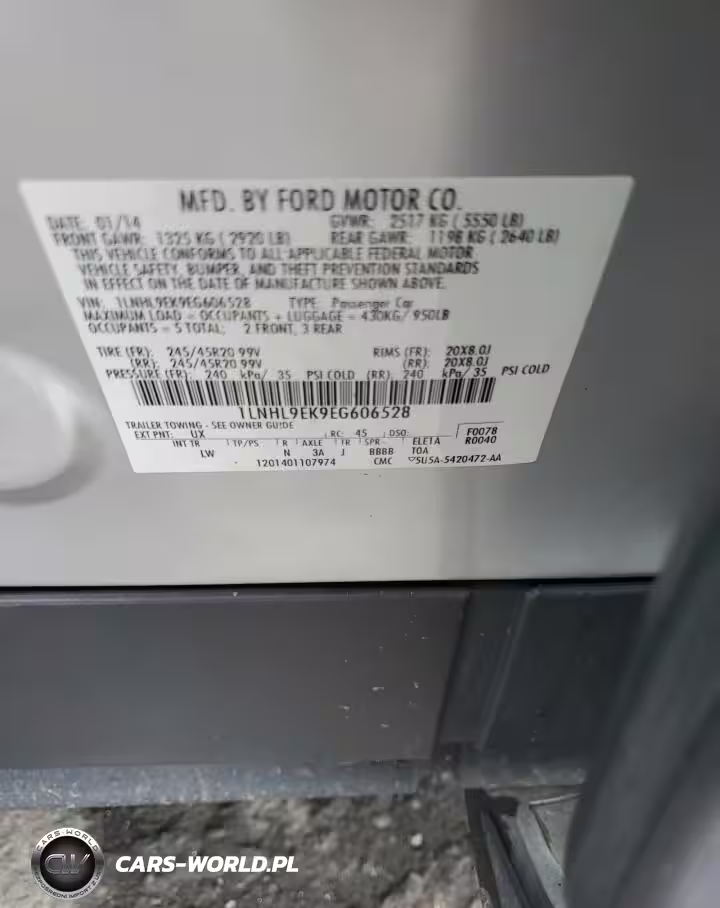 MFD. BY FORD MOTOR CO.
DATE: 01/14 GVWR: 2517 KG (5550 LB)
FRONT GAWR: 1325 KG (2920 LB) REAR GAWR: 1198 KG (2640 LB)
THIS VEHICLE CONFORMS TO ALL APPLICABLE FEDERAL MOTOR
VEHICLE SAFETY, BUMPER, AND THEFT PREVENTION STANDARDS
IN EFFECT ON THE DATE OF MANUFACTURE SHOWN ABOVE.
VIN: 1LNHL9EK9EG606528 TYPE: Passenger Car
MAXIMUM LOAD = OCCUPANTS + LUGGAGE = 430KG/ 950LB
OCCUPANTS = 5 TOTAL; 2 FRONT, 3 REAR
TIRE (FR): 245/45R20 99V RIMS (FR): 20X8.0J
(RR): 245/45R20 99V (RR): 20X8.0J
PRESSURE (FR): 240 kPa/ 35 PSI COLD (RR): 240 kPa/ 35 PSI COLD
1LNHL9EK9EG606528
TRAILER TOWING - SEE OWNER GUIDE
EXT PNT: UX RC: 45 DSO: F0078
INT TR TP/PS R AXLE TR SPR ELE1A R0040
LW N 3A J BBBB TOA
1201401107974 CMC ▽5U5A-5420472-AA
CARS-WORLD
CW
CARS-WORLD.PL